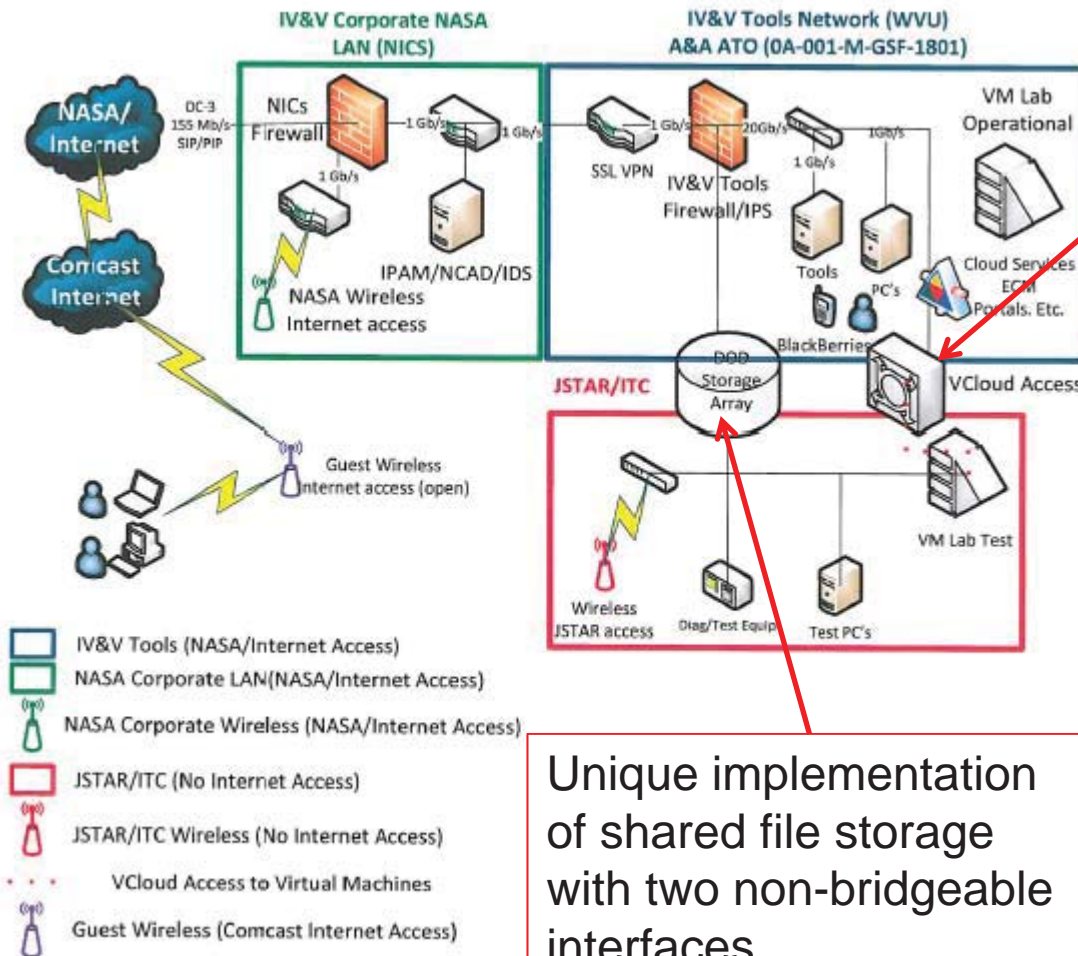 IV&V Corporate NASA
LAN (NICS)
IV&V Tools Network (WVU)
A&A ATO (0A-001-M-GSF-1801)
NASA/
Internet
DC-3
155 Mb/s
SIP/PIP
NICs
Firewall
1 Gb/s
1 Gb/s
1 Gb/s
IPAM/NCAD/IDS
NASA Wireless
Internet access
SSL VPN
1 Gb/s
IV&V Tools
Firewall/IPS
20Gb/s
1 Gb/s
1Gb/s
Tools
PC's
BlackBerries
VM Lab
Operational
Cloud Services
ECM
Portals. Etc.
Comcast
Internet
Guest Wireless
Internet access (open)
JSTAR/ITC
DOD
Storage
Array
VCloud Access
Wireless
JSTAR access
Diag/Test Equip
Test PC's
VM Lab Test
IV&V Tools (NASA/Internet Access)
NASA Corporate LAN(NASA/Internet Access)
NASA Corporate Wireless (NASA/Internet Access)
JSTAR/ITC (No Internet Access)
JSTAR/ITC Wireless (No Internet Access)
VCloud Access to Virtual Machines
Guest Wireless (Comcast Internet Access)
Unique implementation
of shared file storage
with two non-bridgeable
interfaces